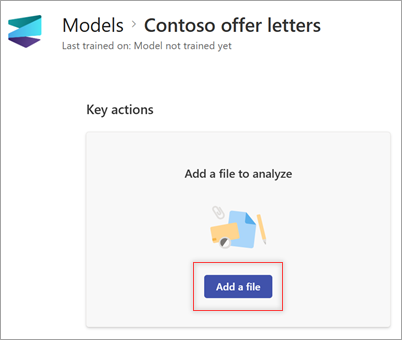 Models > Contoso offer letters
Last trained on: Model not trained yet
Key actions
Add a file to analyze
Add a file